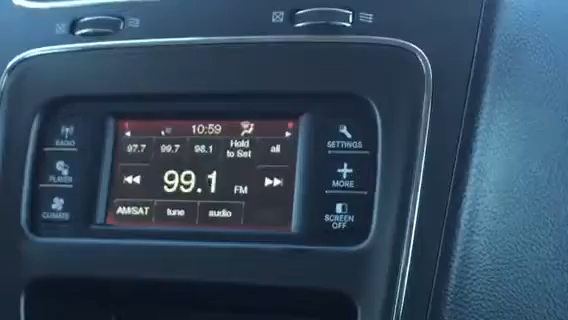 10:59
97.7 99.7 98.1 Hold to Set all
99.1 FM
AM/SAT tune audio
RADIO
PLAYER
CLIMATE
SETTINGS
MORE
SCREEN
OFF